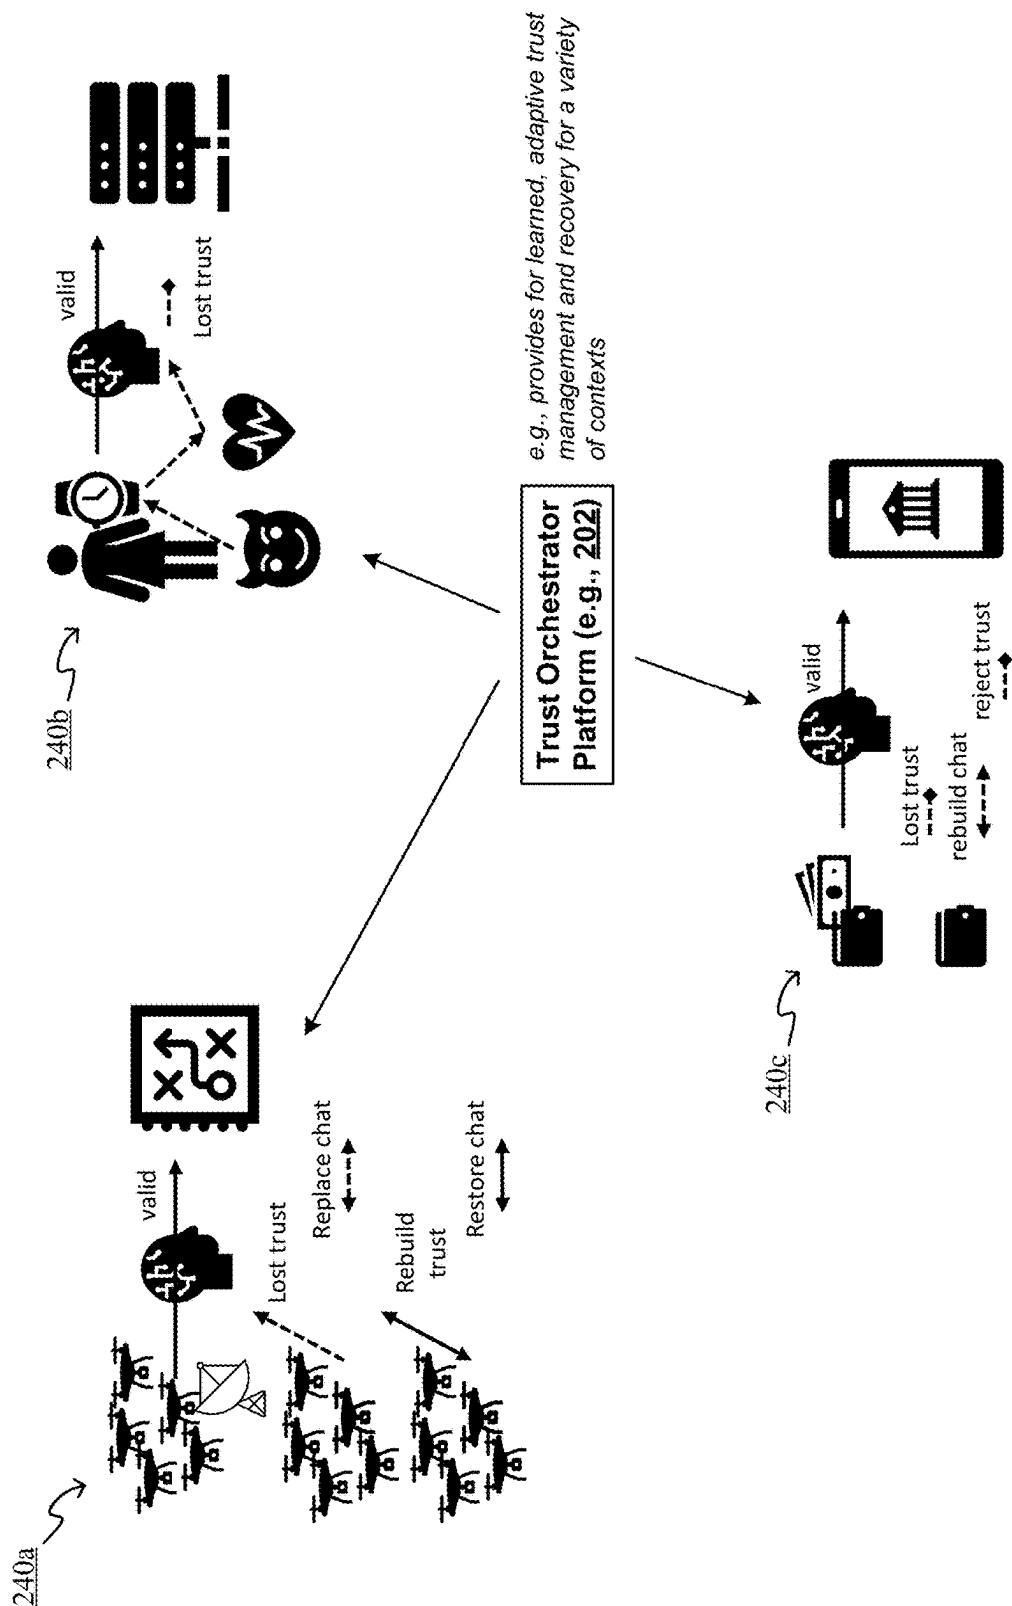 240a
valid
Lost trust
Replace chat
Rebuild
trust
Restore chat
240b
valid
Lost trust
Trust Orchestrator
Platform (e.g., 202)
e.g., provides for learned, adaptive trust
management and recovery for a variety
of contexts
240c
valid
Lost trust
rebuild chat
reject trust